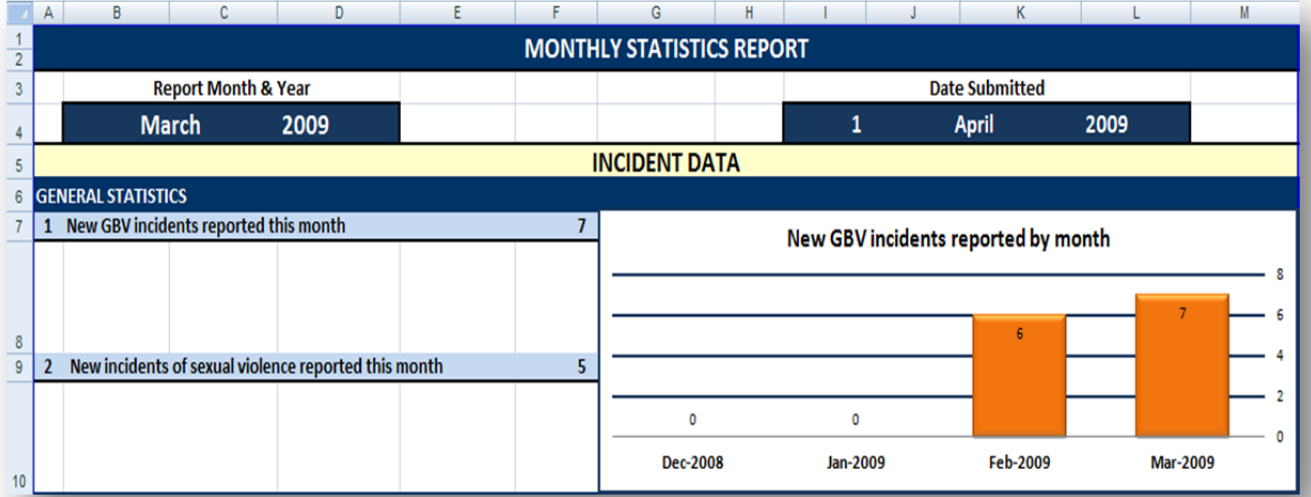 A B C D E F G H I J K L M
1
2
MONTHLY STATISTICS REPORT
3 Report Month & Year Date Submitted
4 March 2009 1 April 2009
5 INCIDENT DATA
6 GENERAL STATISTICS
7 1 New GBV incidents reported this month 7
8
9 2 New incidents of sexual violence reported this month 5
10
New GBV incidents reported by month
8
6
4
2
0
0 0 6 7
Dec-2008 Jan-2009 Feb-2009 Mar-2009